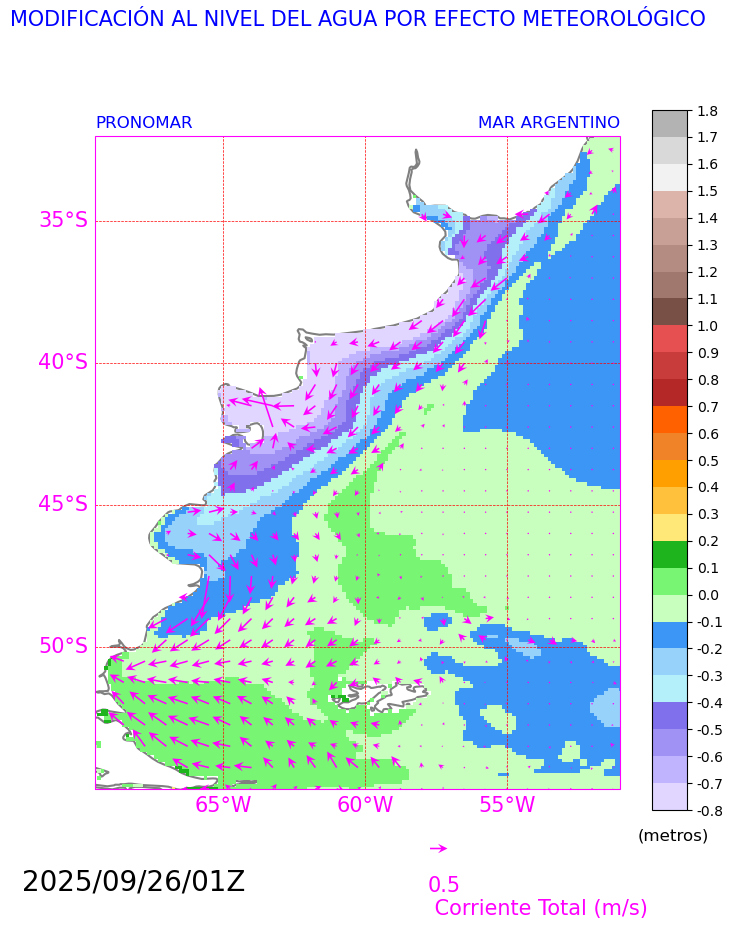 MODIFICACIÓN AL NIVEL DEL AGUA POR EFECTO METEOROLÓGICO
PRONOMAR
MAR ARGENTINO
35°S
40°S
45°S
50°S
65°W
60°W
55°W
1.8
1.7
1.6
1.5
1.4
1.3
1.2
1.1
1.0
0.9
0.8
0.7
0.6
0.5
0.4
0.3
0.2
0.1
0.0
-0.1
-0.2
-0.3
-0.4
-0.5
-0.6
-0.7
-0.8
(metros)
2025/09/26/01Z
0.5
Corriente Total (m/s)